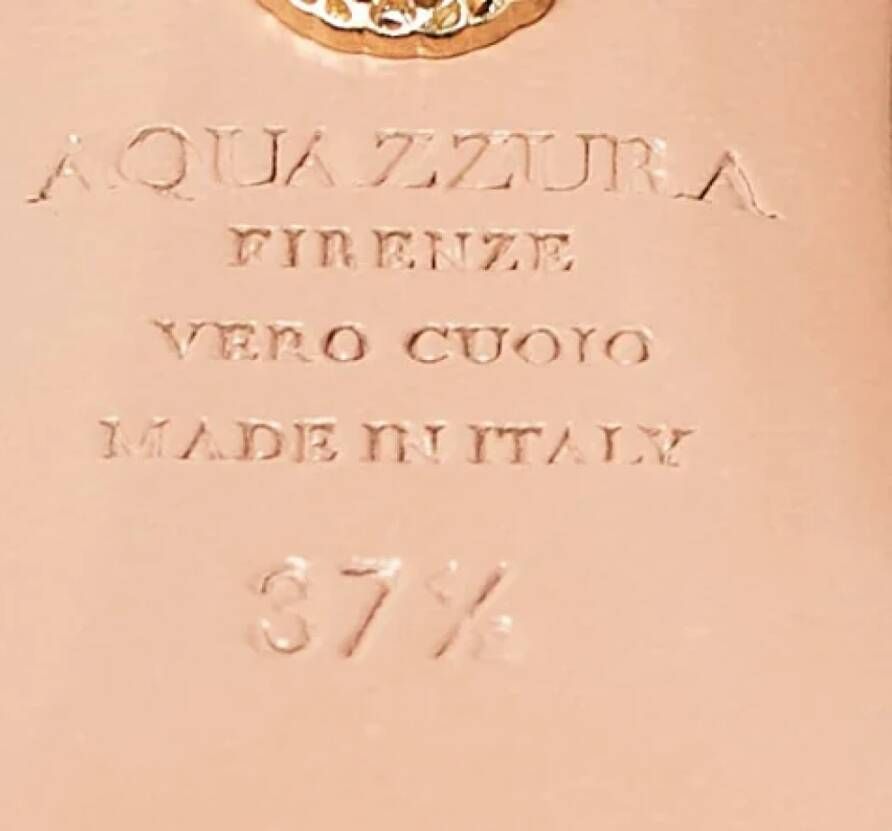 AQUAZZURA
FIRENZE
VERO CUOIO
MADE IN ITALY
37½